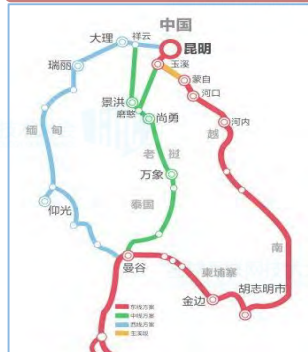 中国
大理
祥云
昆明
瑞丽
玉溪
蒙自
河口
景洪
磨憨
尚勇
河内
缅甸
越
老挝
万象
仰光
泰国
南
曼谷
柬埔寨
胡志明市
金边
东线方案
中线方案
西线方案
玉溪段